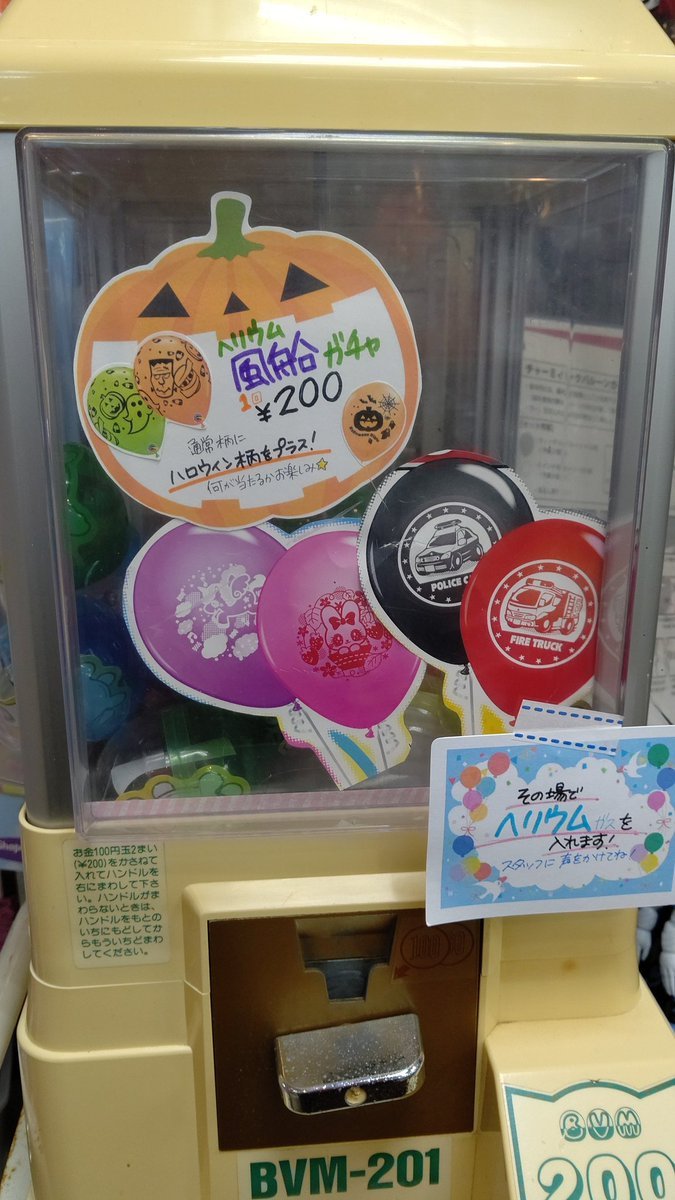 ヘリウム
風船ガチャ
1回¥200
通常柄に
ハロウィン柄をプラス!
何が当たるかお楽しみ☆
POLICE C
FIRE TRUCK
その場で
ヘリウムガスを
入れます!
スタッフに声をかけてね!
お金100円玉2まい
(¥200)をかさねて
入れてハンドルを
右にまわして下さ
い。ハンドルがま
わらないときは、
ハンドルをもとの
いちにもどしてか
らもういちどまわ
してください。
100
BVM-201
BVM
200